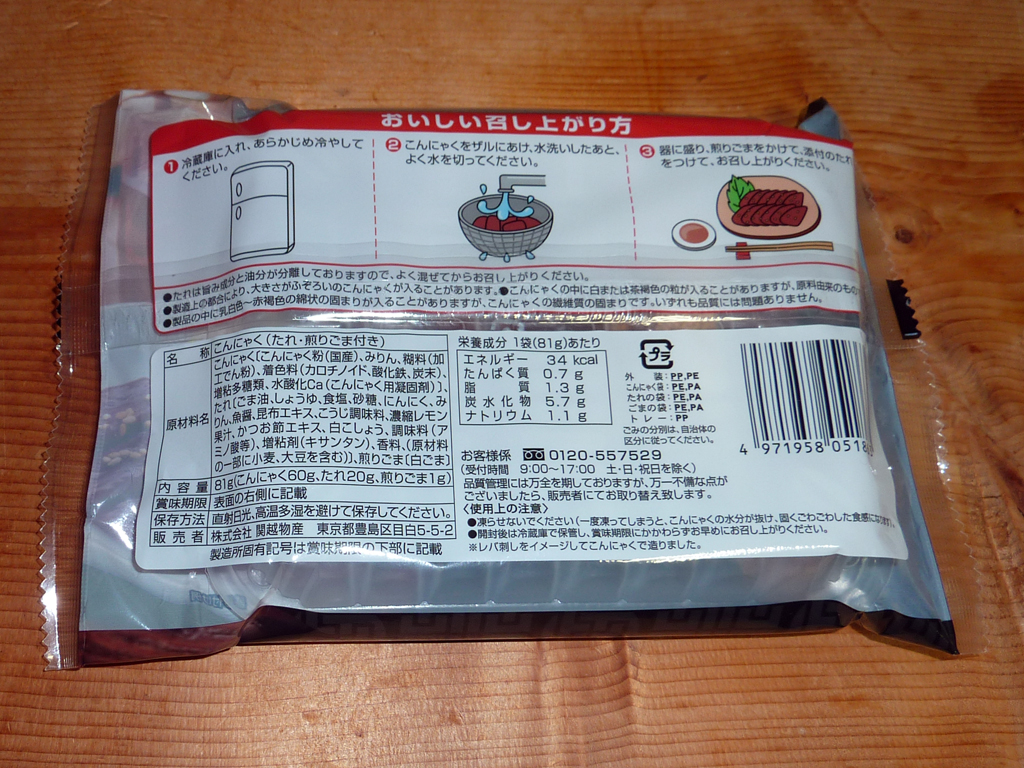 おいしい召し上がり方
❶ 冷蔵庫に入れ、あらかじめ冷やして
ください。
❷ こんにゃくをザルにあけ、水洗いしたあと、
よく水を切ってください。
❸ 器に盛り、煎りごまをかけて、添付のたれ
をつけて、お召し上がりください。
●たれは旨み成分と油分が分離しておりますので、よく混ぜてからお召し上がりください。
●製造上の都合により、大きさがふぞろいのこんにゃくが入ることがあります。●こんにゃくの中に白または茶褐色の粒が入ることがありますが、原料由来のもの
●製品の中に乳白色～赤褐色の綿状の固まりが入ることがありますが、こんにゃくの繊維質の固まりです。いずれも品質には問題ありません。
名 称 こんにゃく(たれ・煎りごま付き)
原材料名 こんにゃく(こんにゃく粉(国産)、みりん、糊料(加
工でん粉)、着色料(カロチノイド、酸化鉄、炭末)、
増粘多糖類、水酸化Ca(こんにゃく用凝固剤))、
たれ(ごま油、しょうゆ、食塩、砂糖、にんにく、み
りん、魚醤、昆布エキス、こうじ調味料、濃縮レモン
果汁、かつお節エキス、白こしょう、調味料(ア
ミノ酸等)、増粘剤(キサンタン)、香料、(原材料
の一部に小麦、大豆を含む))、煎りごま(白ごま)
内 容 量 81g(こんにゃく60g、たれ20g、煎りごま1g)
賞味期限 表面の右側に記載
保存方法 直射日光、高温多湿を避けて保存してください。
販 売 者 株式会社 関越物産 東京都豊島区目白5-5-2
製造所固有記号は賞味期限の下部に記載
栄養成分 1袋(81g)あたり
エネルギー 34 kcal
たんぱく質 0.7 g
脂 質 1.3 g
炭水化物 5.7 g
ナトリウム 1.1 g
プラ
外 装:PP,PE
こんにゃく袋:PE,PA
たれの袋:PE,PA
ごまの袋:PE,PA
トレー:PP
ごみの分別は、自治体の
区分に従ってください。
4 971958 0518
お客様係 0120-557529
(受付時間 9:00～17:00 土・日・祝日を除く)
品質管理には万全を期しておりますが、万一不備な点が
ございましたら、販売者にてお取り替え致します。
〈使用上の注意〉
●凍らせないでください(一度凍ってしまうと、こんにゃくの水分が抜け、固くごわごわした食感に
●開封後は冷蔵庫で保管し、賞味期限にかかわらずお早めにお召し上がりください。
※レバ刺しをイメージしてこんにゃくで造りました。